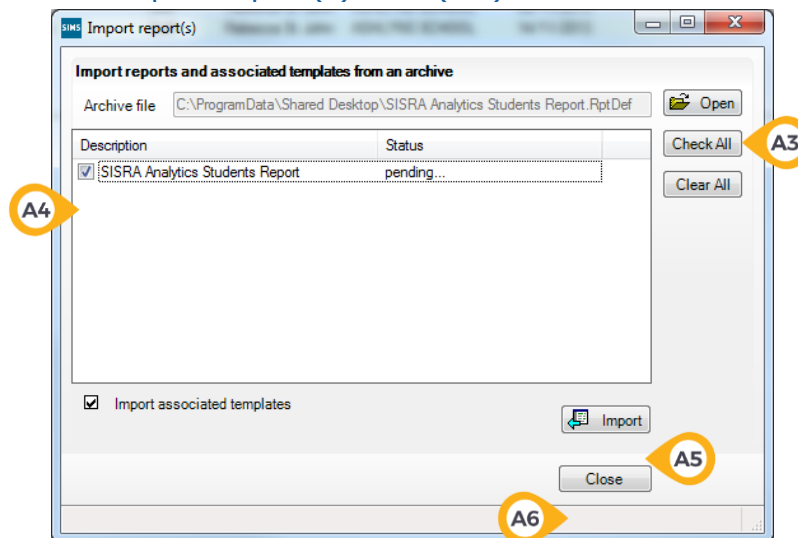 SIMS Import report(s)
Import reports and associated templates from an archive
Archive file C:\ProgramData\Shared Desktop\SISRA Analytics Students Report.RptDef Open
Description Status Check All A3
SISRA Analytics Students Report pending...
Clear All
A4
Import associated templates
Import
A5
Close
A6